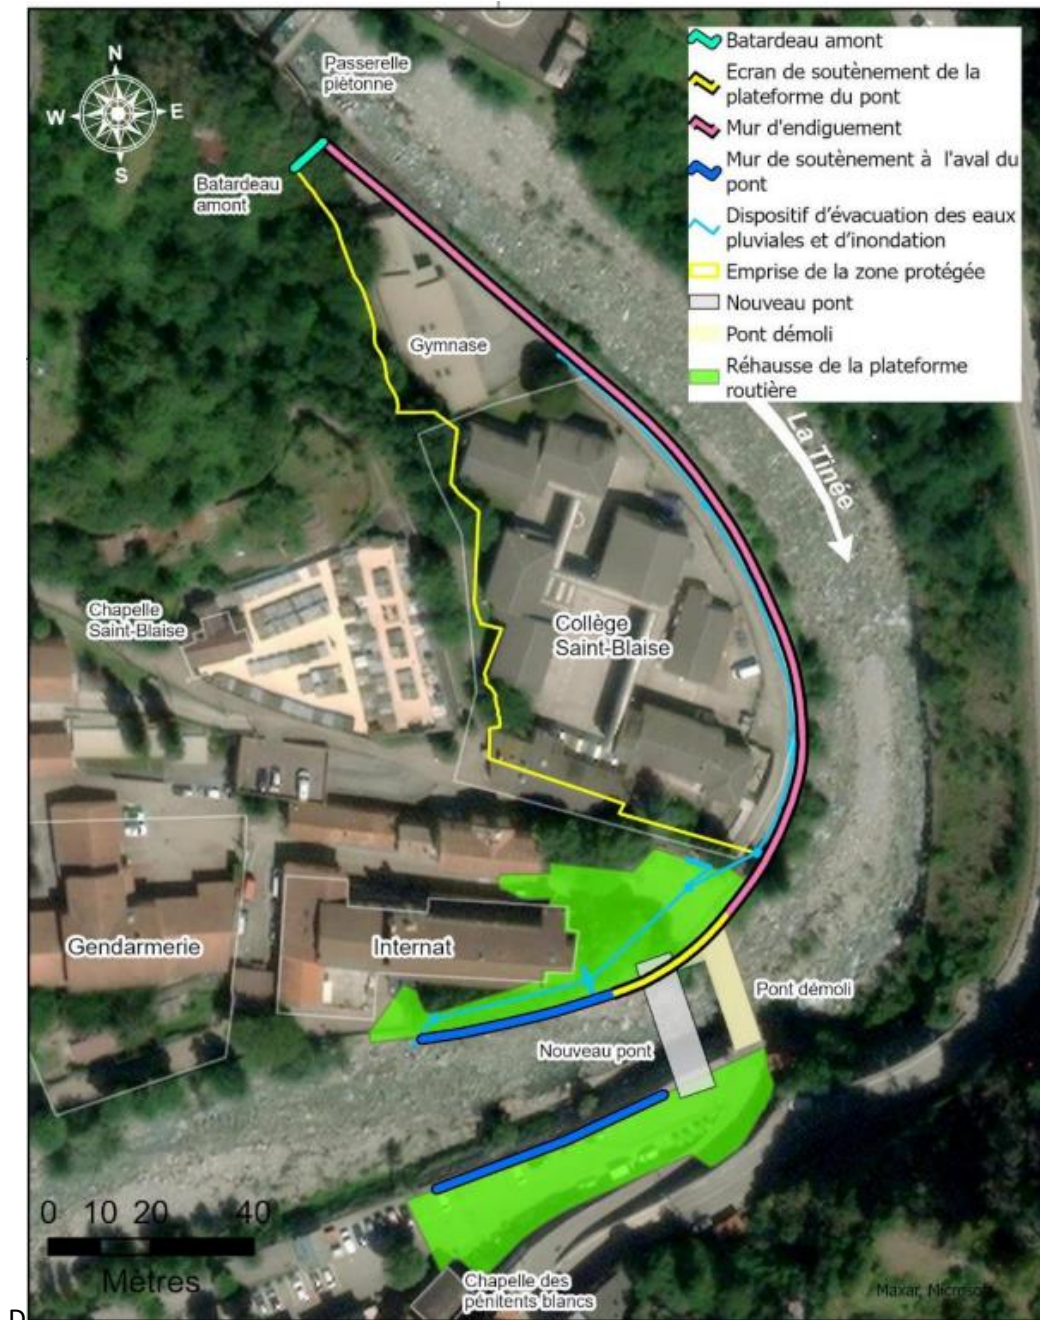 N
W
E
S
Passerelle
piètonne
Batardeau
amont
Batardeau amont
Ecran de soutènement de la
plateforme du pont
Mur d'endiguement
Mur de soutènement à l'aval du
pont
Dispositif d'évacuation des eaux
pluviales et d'inondation
Emprise de la zone protégée
Nouveau pont
Pont démoli
Réhausse de la plateforme
routière
Gymnase
La Tinée
Chapelle
Saint-Blaise
Collège
Saint-Blaise
Gendarmerie
Internat
Pont démoli
Nouveau pont
0 10 20 40
Mètres
Chapelle des
pénitents blancs
Maxar, Microsoft
D